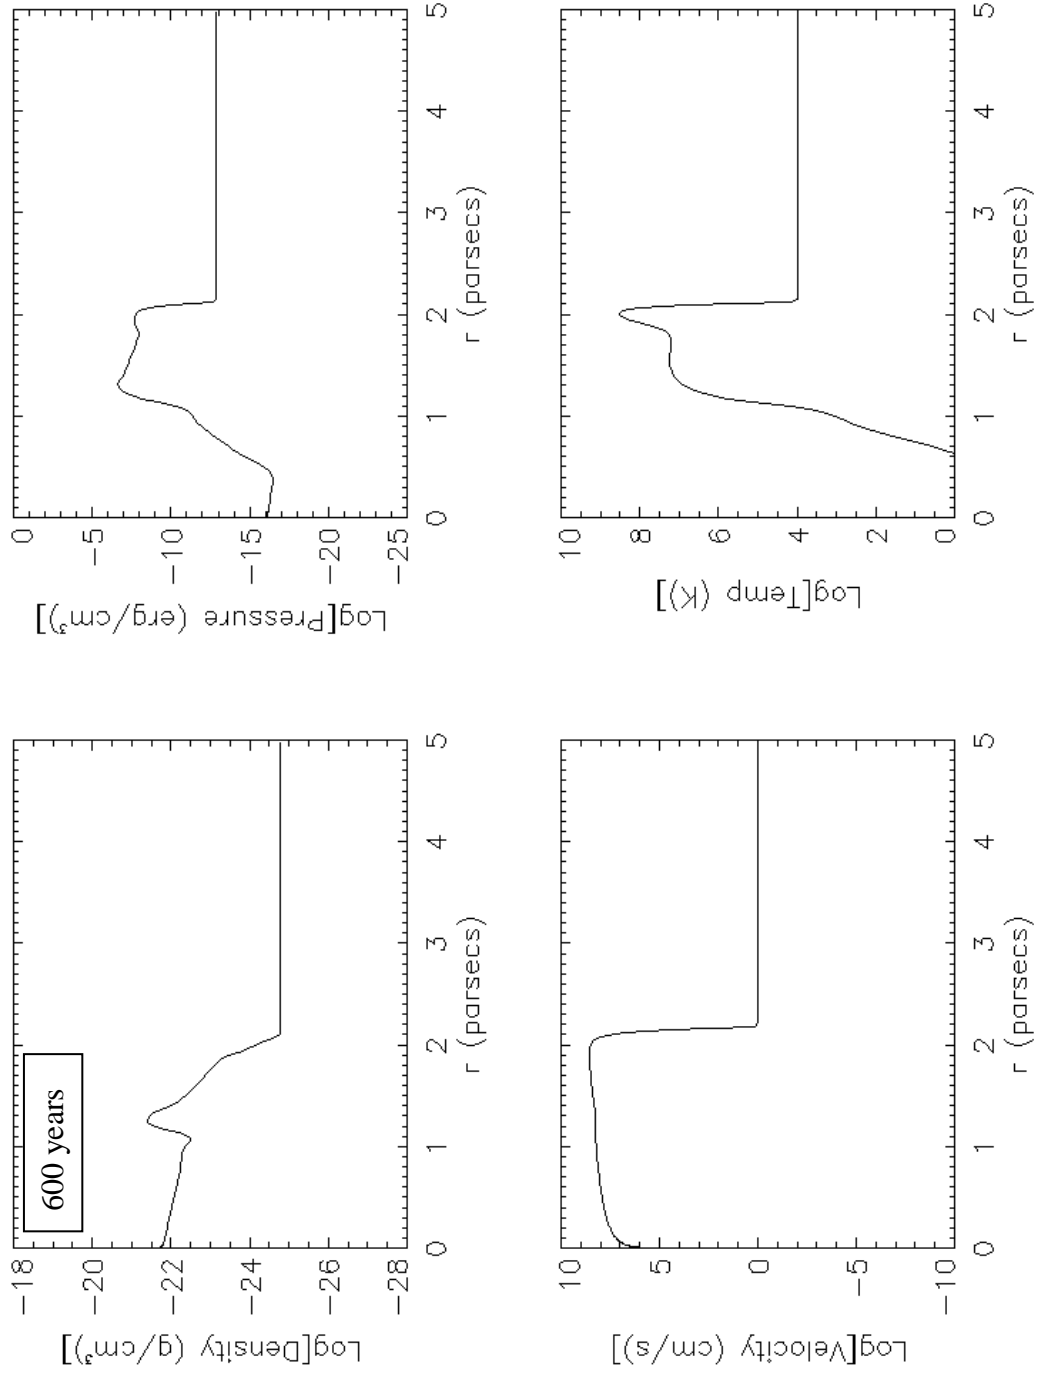 600 years
Log[Density (g/cm³)]
−18
−20
−22
−24
−26
−28
0 1 2 3 4 5
r (parsecs)
Log[Pressure (erg/cm³)]
0
−5
−10
−15
−20
−25
0 1 2 3 4 5
r (parsecs)
Log[Velocity (cm/s)]
10
5
0
−5
−10
0 1 2 3 4 5
r (parsecs)
Log[Temp (K)]
10
8
6
4
2
0
0 1 2 3 4 5
r (parsecs)